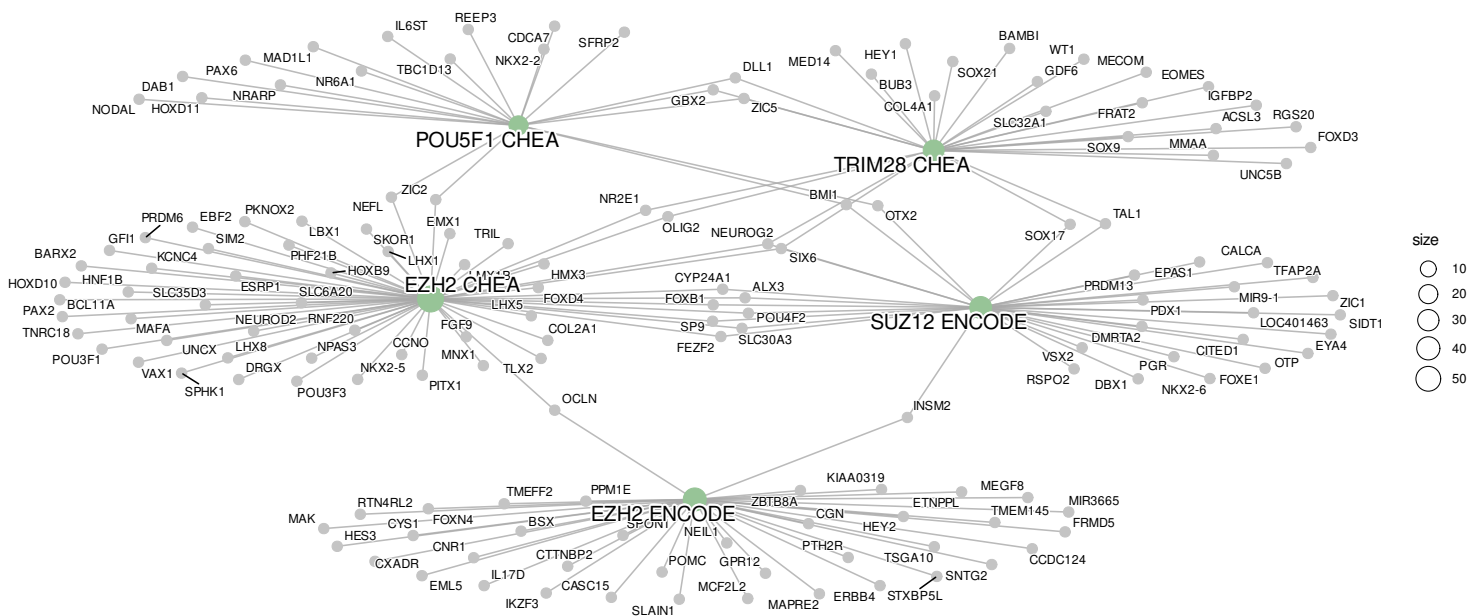 REEP3
IL6ST
CDCA7
SFRP2
MAD1L1
NKX2-2
TBC1D13
PAX6
NR6A1
DAB1
NRARP
NODAL
HOXD11
POU5F1 CHEA
DLL1
GBX2
ZIC5
BAMBI
HEY1
WT1
MED14
MECOM
SOX21
GDF6
EOMES
BUB3
IGFBP2
COL4A1
FRAT2
ACSL3
RGS20
SLC32A1
FOXD3
SOX9
MMAA
UNC5B
TRIM28 CHEA
ZIC2
NR2E1
BMI1
OTX2
TAL1
NEFL
EMX1
OLIG2
NEUROG2
SOX17
PRDM6
EBF2
PKNOX2
LBX1
SKOR1
TRIL
SIX6
GFI1
SIM2
PHF21B
LHX1
BARX2
KCNC4
HOXB9
LMX1B
HMX3
CYP24A1
ALX3
CALCA
EPAS1
TFAP2A
HOXD10
HNF1B
ESRP1
EZH2 CHEA
PRDM13
MIR9-1
ZIC1
SLC35D3
SLC6A20
LHX5
FOXD4
FOXB1
PAX2
BCL11A
POU4F2
PDX1
SIDT1
TNRC18
MAFA
NEUROD2
RNF220
FGF9
COL2A1
SP9
SLC30A3
SUZ12 ENCODE
LOC401463
POU3F1
UNCX
LHX8
NPAS3
CCNO
MNX1
FEZF2
DMRTA2
CITED1
EYA4
VAX1
DRGX
NKX2-5
TLX2
VSX2
PGR
OTP
SPHK1
POU3F3
PITX1
RSPO2
DBX1
NKX2-6
FOXE1
OCLN
INSM2
size
10
20
30
40
50
KIAA0319
MEGF8
TMEFF2
PPM1E
ZBTB8A
ETNPPL
MIR3665
RTN4RL2
MAK
CYS1
FOXN4
BSX
EZH2 ENCODE
CGN
HEY2
TMEM145
FRMD5
HES3
SPON1
NEIL1
CNR1
CTTNBP2
PTH2R
TSGA10
CCDC124
CXADR
IL17D
POMC
GPR12
SNTG2
EML5
CASC15
MCF2L2
ERBB4
STXBP5L
IKZF3
SLAIN1
MAPRE2